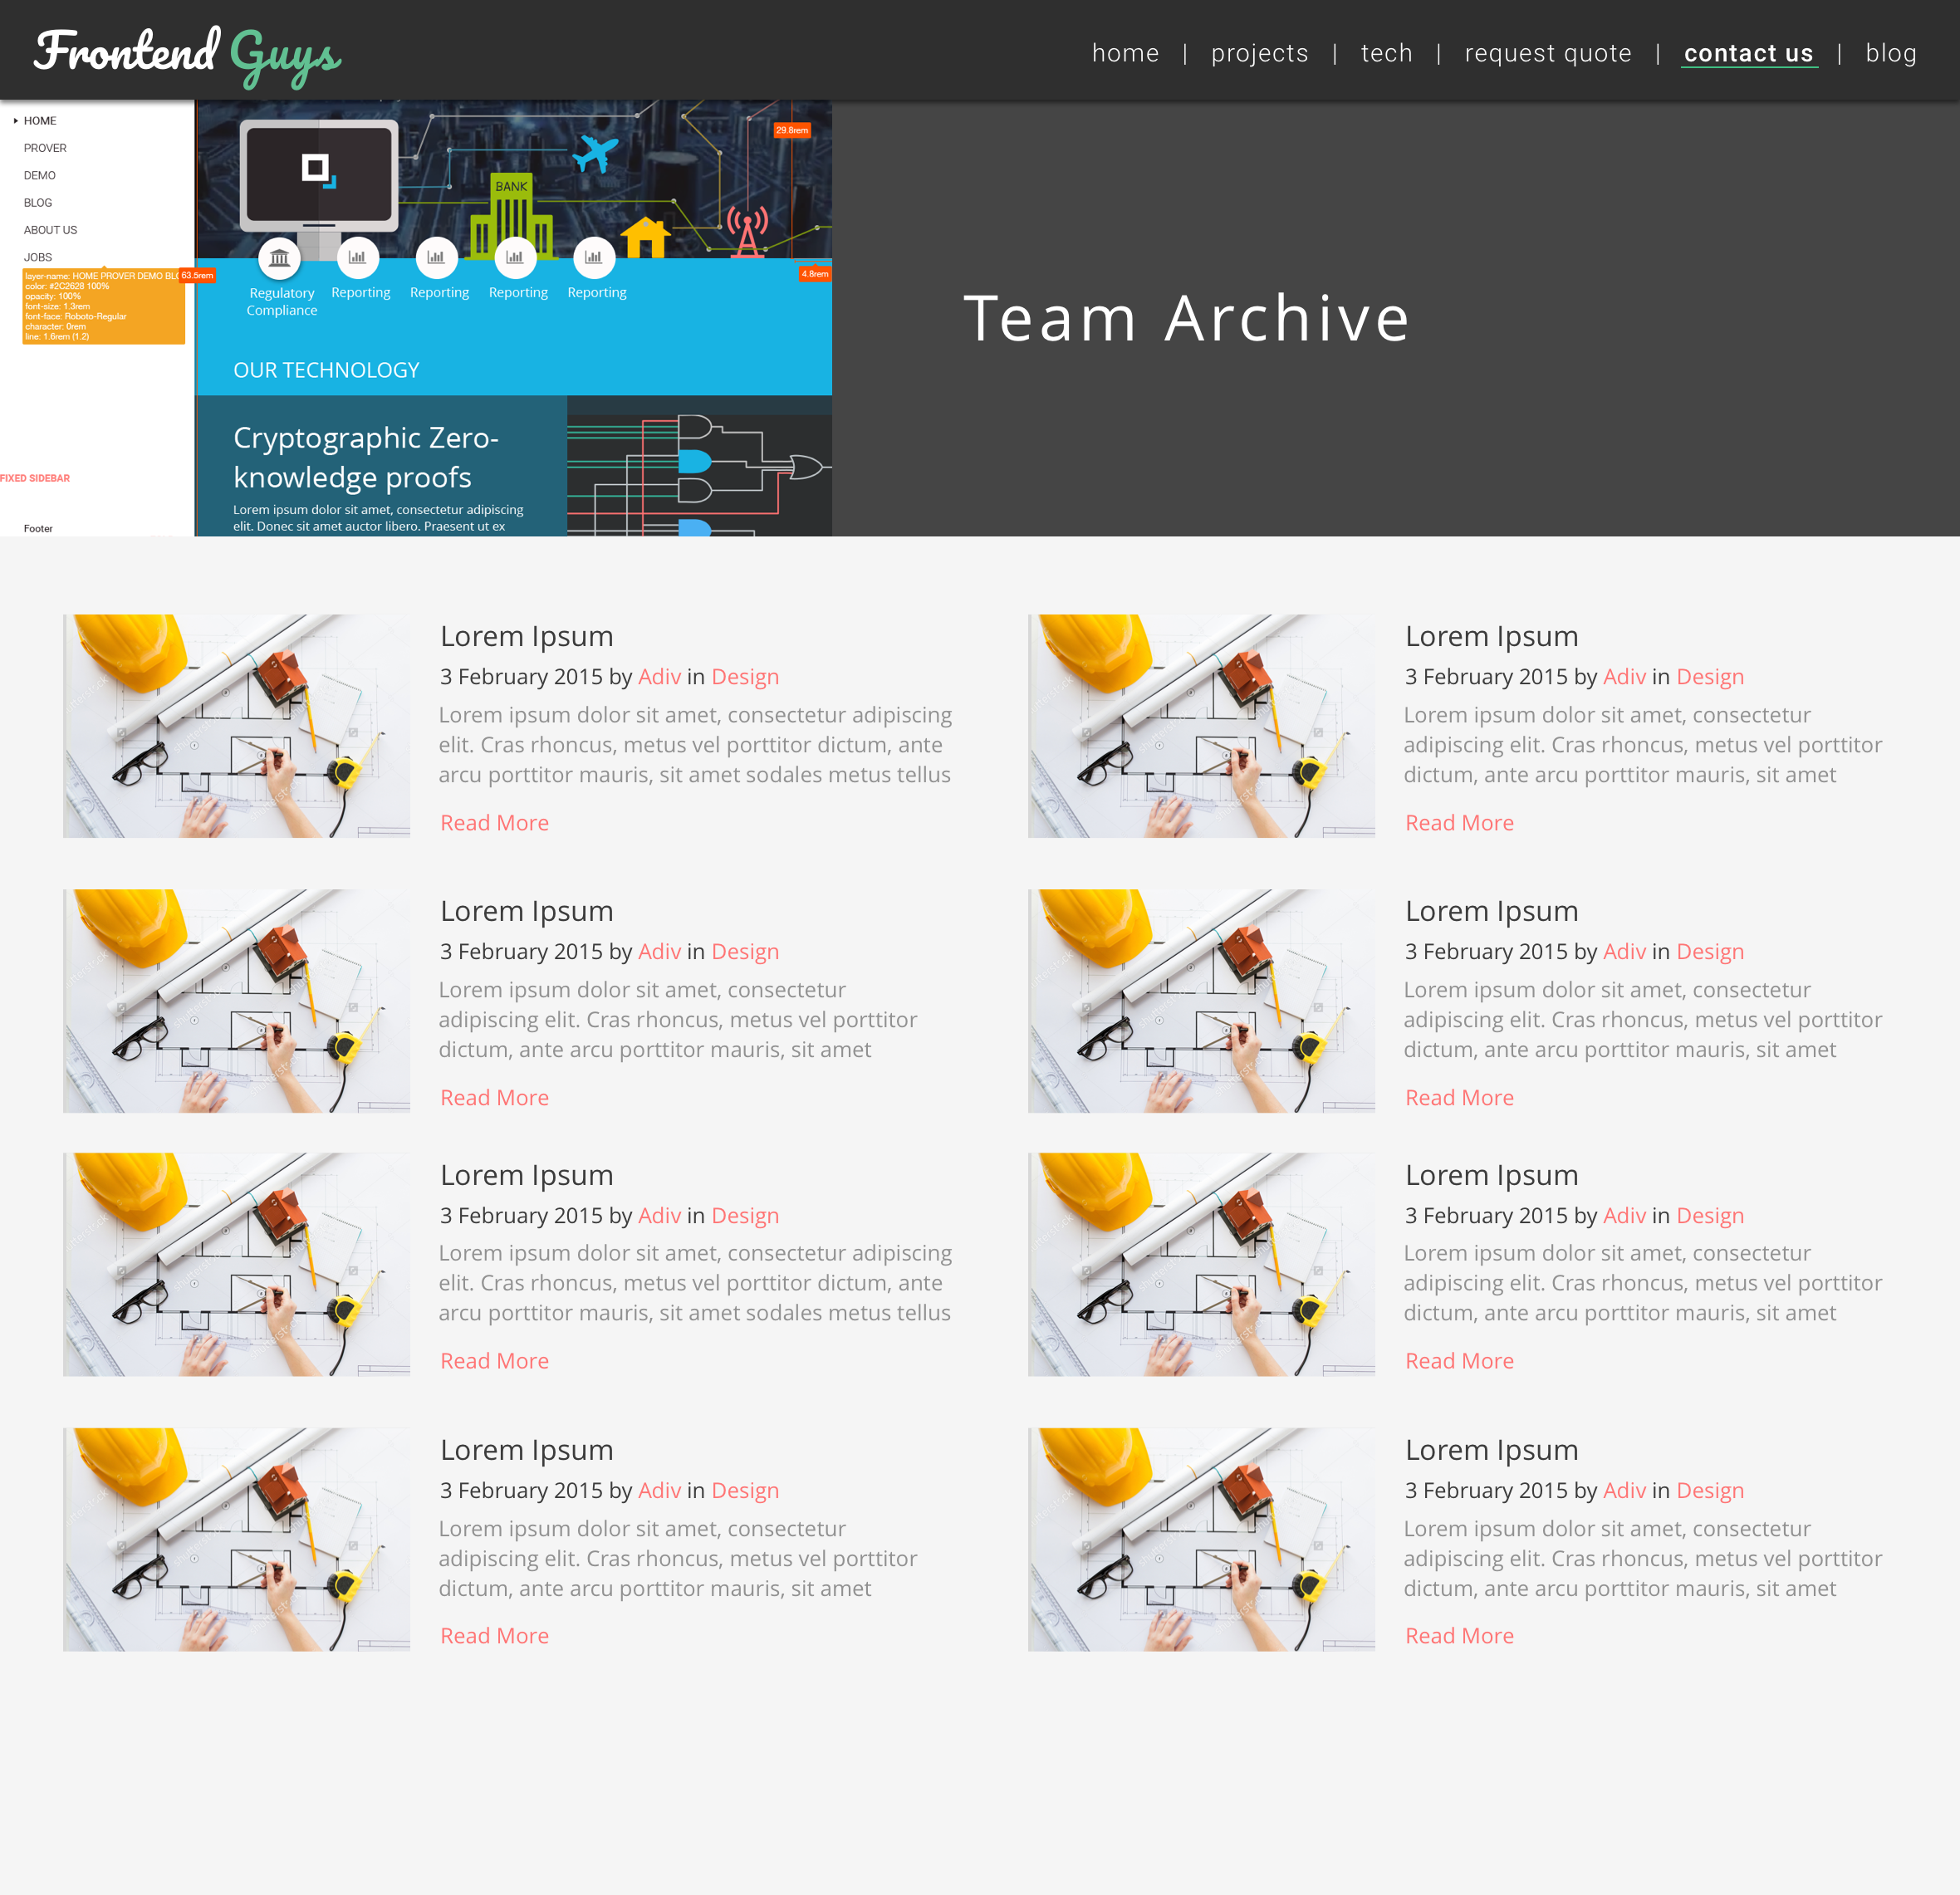 Frontend Guys
home | projects | tech | request quote | contact us | blog
HOME
PROVER
DEMO
BLOG
ABOUT US
JOBS
layer-name: HOME PROVER DEMO BLO
color: #2C2628 100%
opacity: 100%
font-size: 1.3rem
font-face: Roboto-Regular
character: 0rem
line: 1.6rem (1.2)
63.5rem
FIXED SIDEBAR
Footer
BANK
29.8rem
4.8rem
Regulatory
Compliance
Reporting
Reporting
Reporting
Reporting
OUR TECHNOLOGY
Cryptographic Zero-
knowledge proofs
Lorem ipsum dolor sit amet, consectetur adipiscing
elit. Donec sit amet auctor libero. Praesent ut ex
Team Archive
Lorem Ipsum
3 February 2015 by Adiv in Design
Lorem ipsum dolor sit amet, consectetur adipiscing
elit. Cras rhoncus, metus vel porttitor dictum, ante
arcu porttitor mauris, sit amet sodales metus tellus
Read More
Lorem Ipsum
3 February 2015 by Adiv in Design
Lorem ipsum dolor sit amet, consectetur
adipiscing elit. Cras rhoncus, metus vel porttitor
dictum, ante arcu porttitor mauris, sit amet
Read More
Lorem Ipsum
3 February 2015 by Adiv in Design
Lorem ipsum dolor sit amet, consectetur
adipiscing elit. Cras rhoncus, metus vel porttitor
dictum, ante arcu porttitor mauris, sit amet
Read More
Lorem Ipsum
3 February 2015 by Adiv in Design
Lorem ipsum dolor sit amet, consectetur
adipiscing elit. Cras rhoncus, metus vel porttitor
dictum, ante arcu porttitor mauris, sit amet
Read More
Lorem Ipsum
3 February 2015 by Adiv in Design
Lorem ipsum dolor sit amet, consectetur adipiscing
elit. Cras rhoncus, metus vel porttitor dictum, ante
arcu porttitor mauris, sit amet sodales metus tellus
Read More
Lorem Ipsum
3 February 2015 by Adiv in Design
Lorem ipsum dolor sit amet, consectetur
adipiscing elit. Cras rhoncus, metus vel porttitor
dictum, ante arcu porttitor mauris, sit amet
Read More
Lorem Ipsum
3 February 2015 by Adiv in Design
Lorem ipsum dolor sit amet, consectetur
adipiscing elit. Cras rhoncus, metus vel porttitor
dictum, ante arcu porttitor mauris, sit amet
Read More
Lorem Ipsum
3 February 2015 by Adiv in Design
Lorem ipsum dolor sit amet, consectetur
adipiscing elit. Cras rhoncus, metus vel porttitor
dictum, ante arcu porttitor mauris, sit amet
Read More